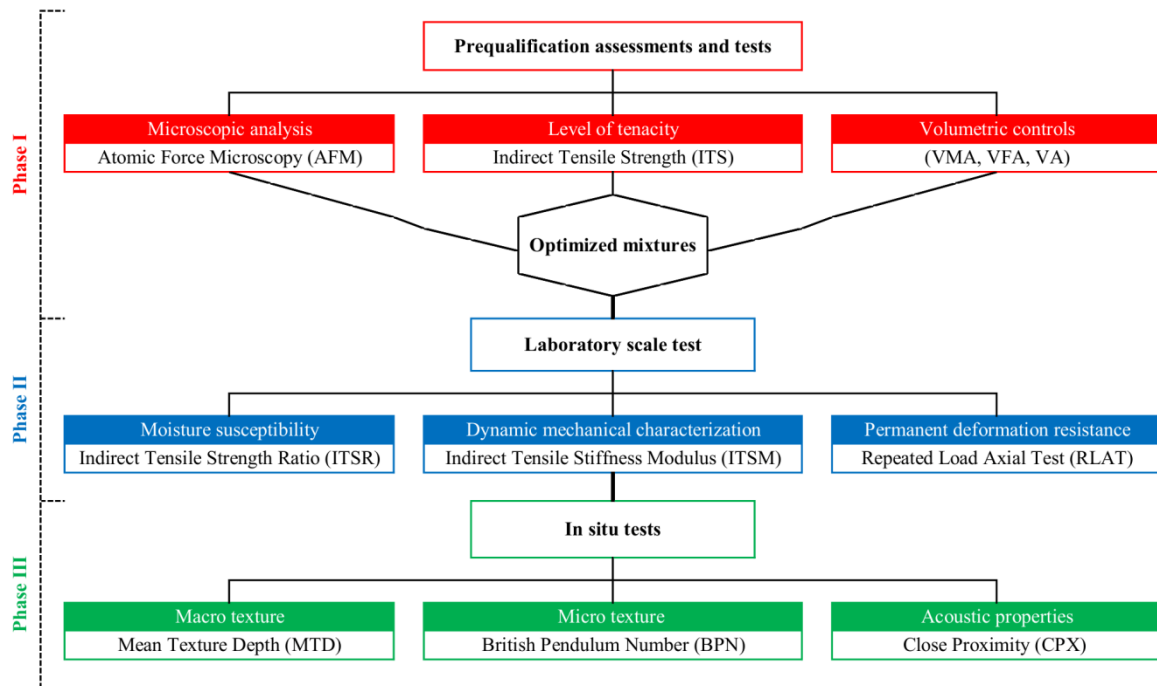 Prequalification assessments and tests
Phase I
Microscopic analysis
Atomic Force Microscopy (AFM)
Level of tenacity
Indirect Tensile Strength (ITS)
Volumetric controls
(VMA, VFA, VA)
Optimized mixtures
Laboratory scale test
Phase II
Moisture susceptibility
Indirect Tensile Strength Ratio (ITSR)
Dynamic mechanical characterization
Indirect Tensile Stiffness Modulus (ITSM)
Permanent deformation resistance
Repeated Load Axial Test (RLAT)
In situ tests
Phase III
Macro texture
Mean Texture Depth (MTD)
Micro texture
British Pendulum Number (BPN)
Acoustic properties
Close Proximity (CPX)